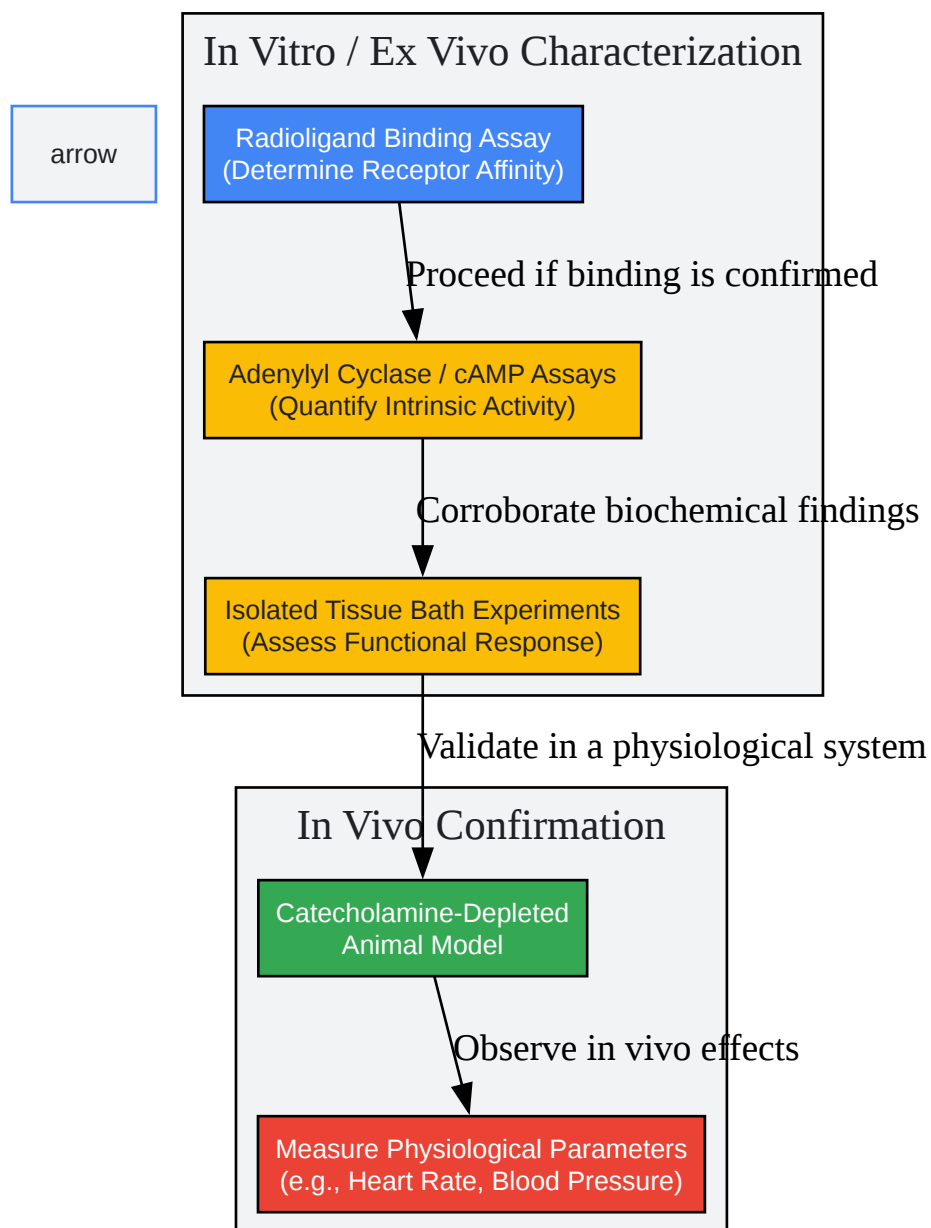 In Vitro / Ex Vivo Characterization
arrow
Radioligand Binding Assay
(Determine Receptor Affinity)
Proceed if binding is confirmed
Adenylyl Cyclase / cAMP Assays
(Quantify Intrinsic Activity)
Corroborate biochemical findings
Isolated Tissue Bath Experiments
(Assess Functional Response)
Validate in a physiological system
In Vivo Confirmation
Catecholamine-Depleted
Animal Model
Observe in vivo effects
Measure Physiological Parameters
(e.g., Heart Rate, Blood Pressure)